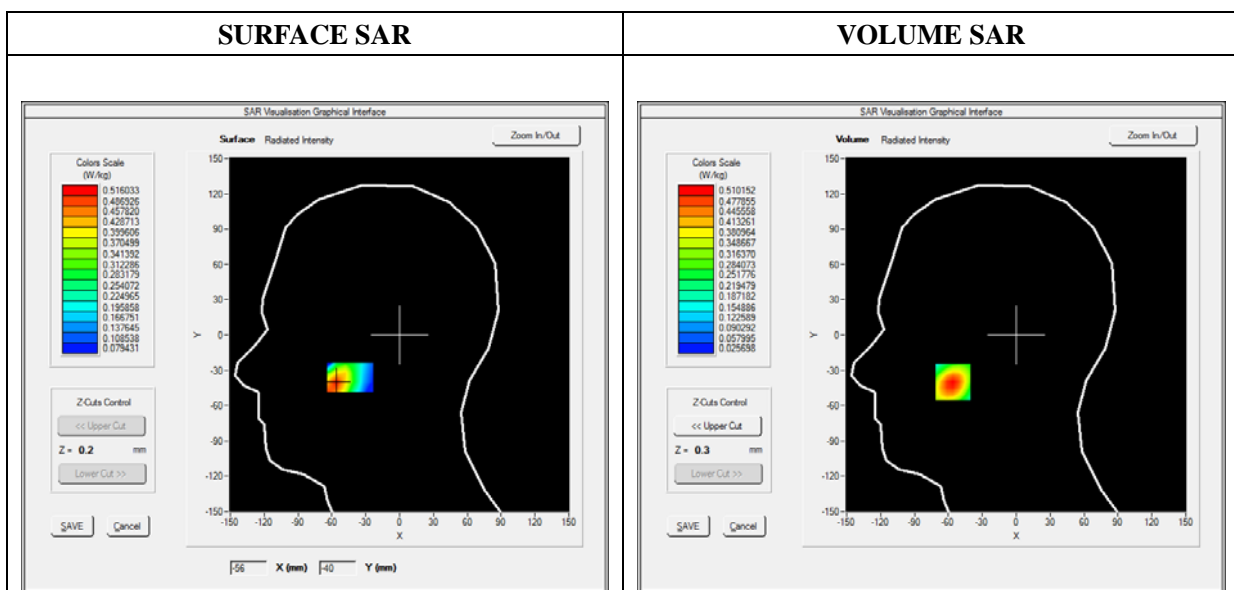 SURFACE SAR
VOLUME SAR
SAR Visualisation Graphical Interface
Surface Radiated Intensity
Zoom In/Out
Colors Scale
(W/kg)
0.516033
0.486926
0.457820
0.428713
0.399606
0.370499
0.341392
0.312286
0.283179
0.254072
0.224965
0.195858
0.166751
0.137645
0.108538
0.079431
Z-Cuts Control
<< Upper Cut
Z = 0.2 mm
Lower Cut >>
SAVE Cancel
150
120
90
60
30
Y 0
-30
-60
-90
-120
-150
-150 -120 -90 -60 -30 0 30 60 90 120 150
X
-56 X (mm) -40 Y (mm)
SAR Visualisation Graphical Interface
Volume Radiated Intensity
Zoom In/Out
Colors Scale
(W/kg)
0.510152
0.477855
0.445558
0.413261
0.380964
0.348667
0.316370
0.284073
0.251776
0.219479
0.187182
0.154886
0.122589
0.090292
0.057995
0.025698
Z-Cuts Control
<< Upper Cut
Z = 0.3 mm
Lower Cut >>
SAVE Cancel
150
120
90
60
30
Y 0
-30
-60
-90
-120
-150
-150 -120 -90 -60 -30 0 30 60 90 120 150
X